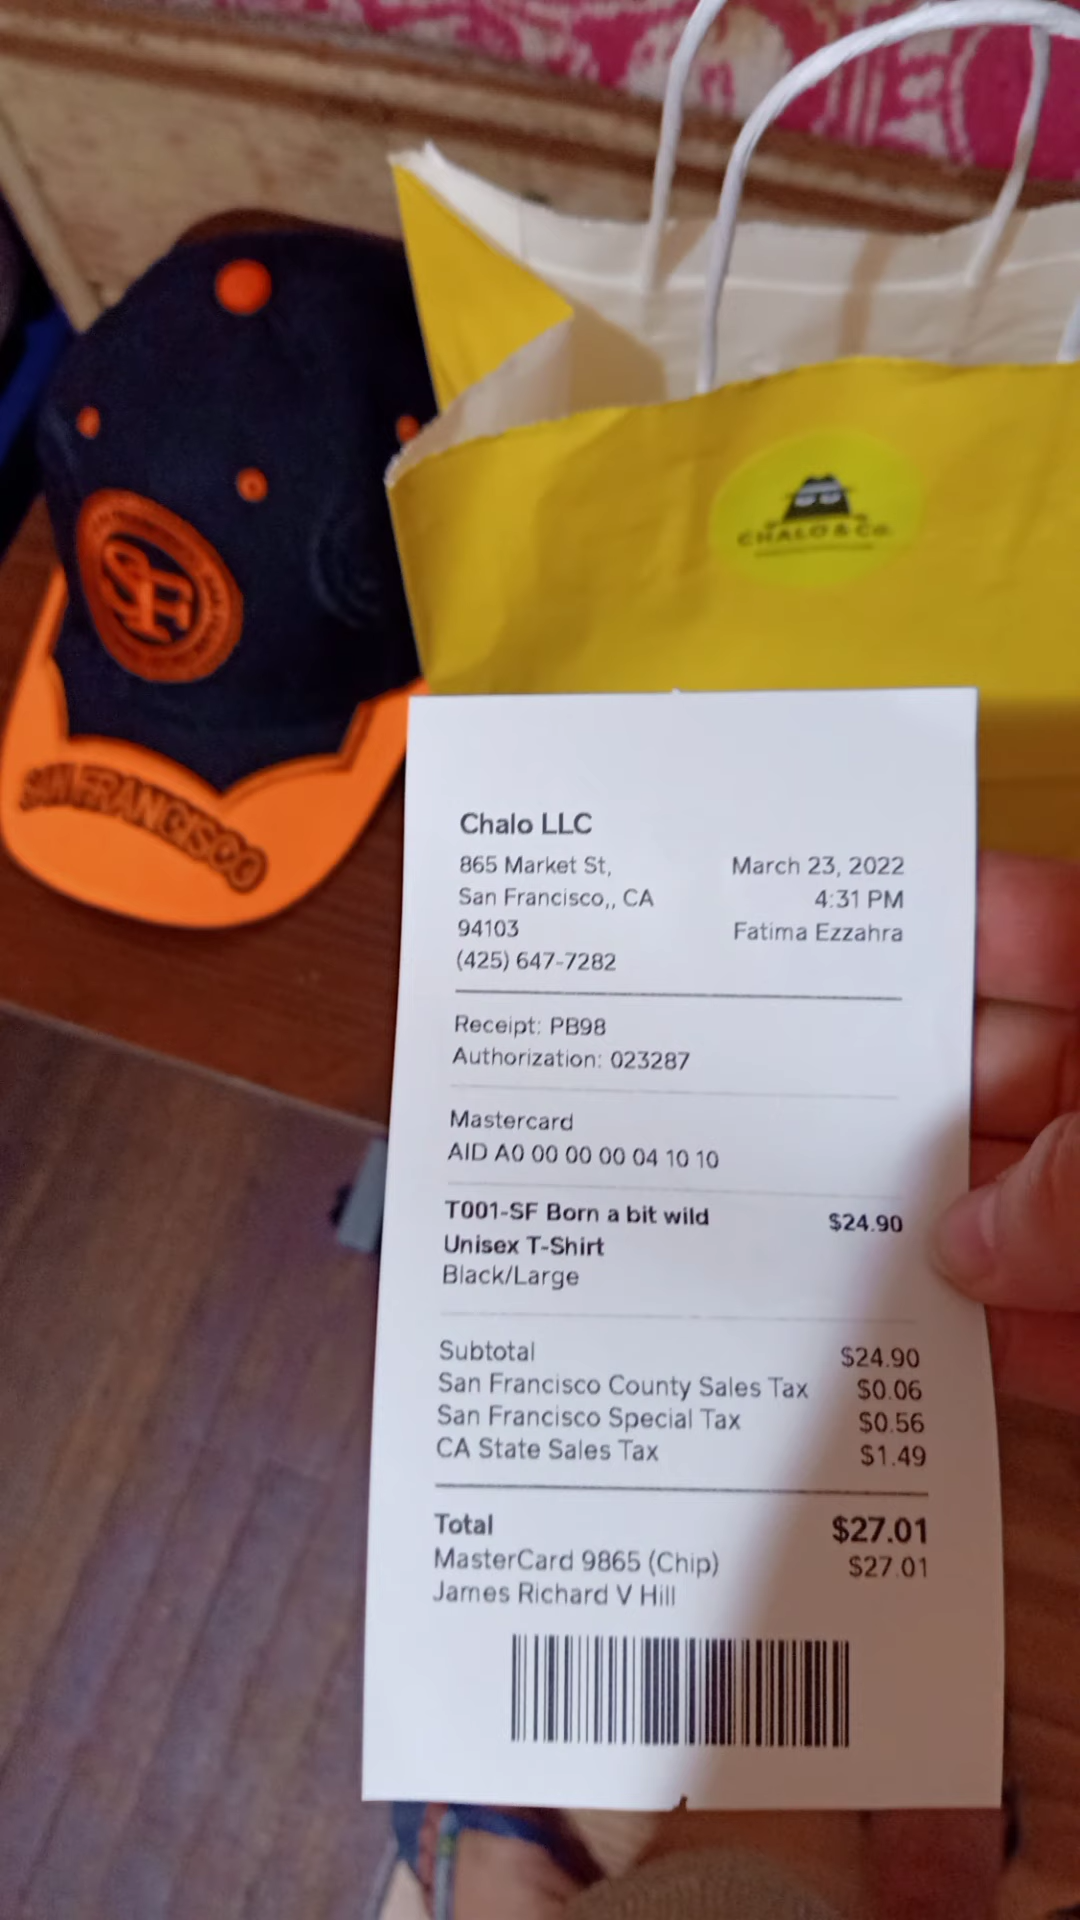 CHALO & Co.
SF
SAN FRANCISCO
Chalo LLC
865 Market St, March 23, 2022
San Francisco,, CA 4:31 PM
94103 Fatima Ezzahra
(425) 647-7282
Receipt: PB98
Authorization: 023287
Mastercard
AID A0 00 00 00 04 10 10
T001-SF Born a bit wild $24.90
Unisex T-Shirt
Black/Large
Subtotal $24.90
San Francisco County Sales Tax $0.06
San Francisco Special Tax $0.56
CA State Sales Tax $1.49
Total $27.01
MasterCard 9865 (Chip) $27.01
James Richard V Hill